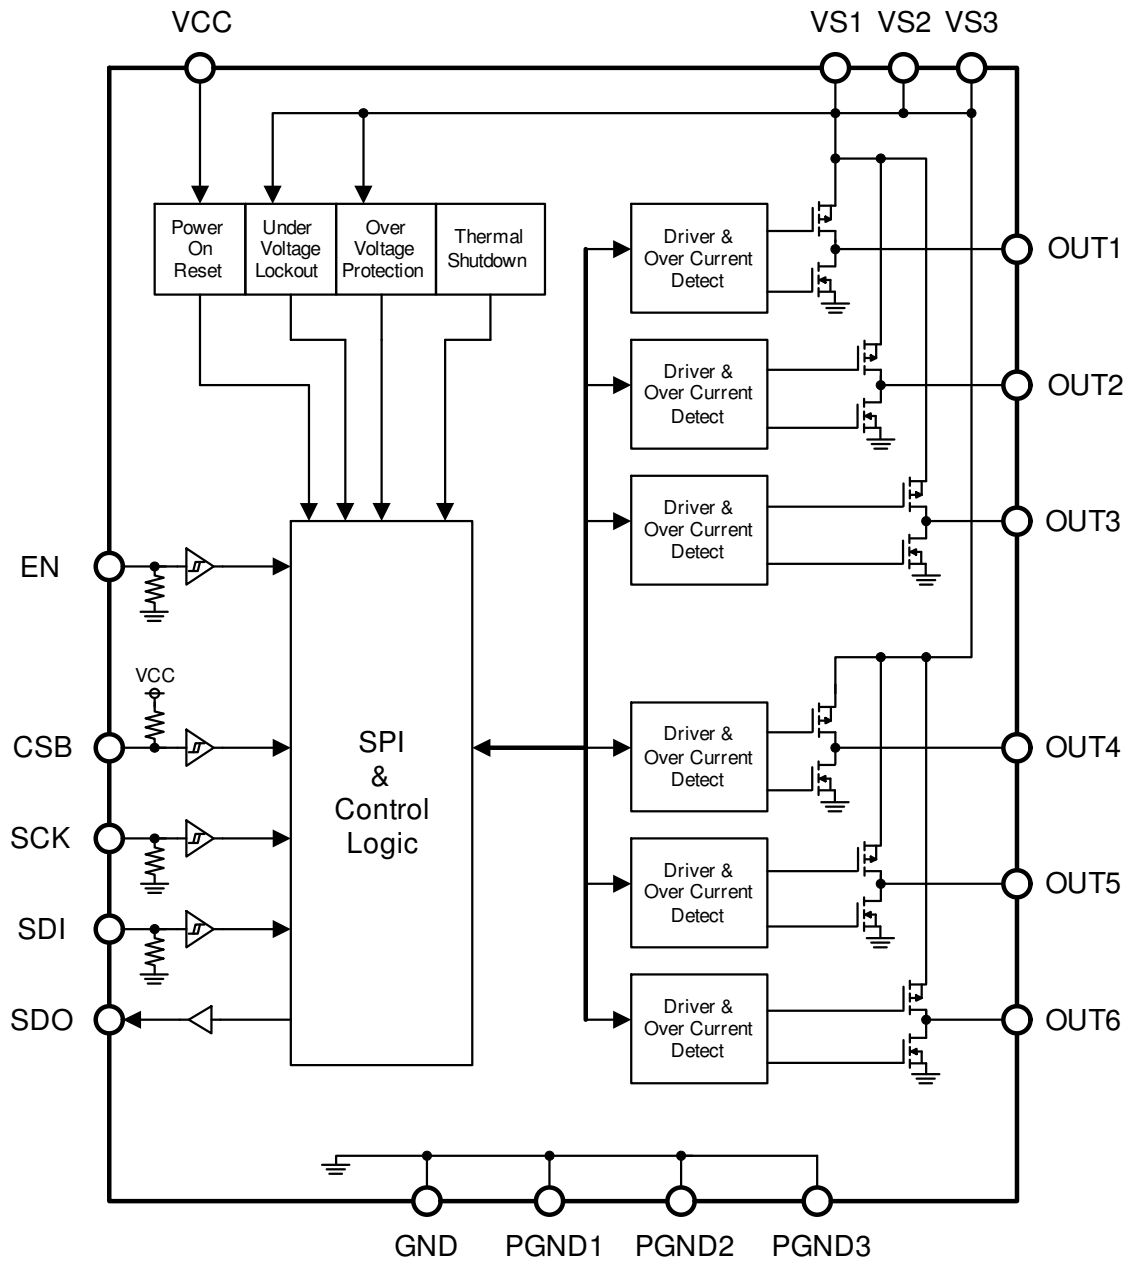 VCC
VS1 VS2 VS3
Power
On
Reset
Under
Voltage
Lockout
Over
Voltage
Protection
Thermal
Shutdown
Driver &
Over Current
Detect
OUT1
Driver &
Over Current
Detect
OUT2
Driver &
Over Current
Detect
OUT3
EN
VCC
CSB
SCK
SDI
SDO
SPI
&
Control
Logic
Driver &
Over Current
Detect
OUT4
Driver &
Over Current
Detect
OUT5
Driver &
Over Current
Detect
OUT6
GND PGND1 PGND2 PGND3